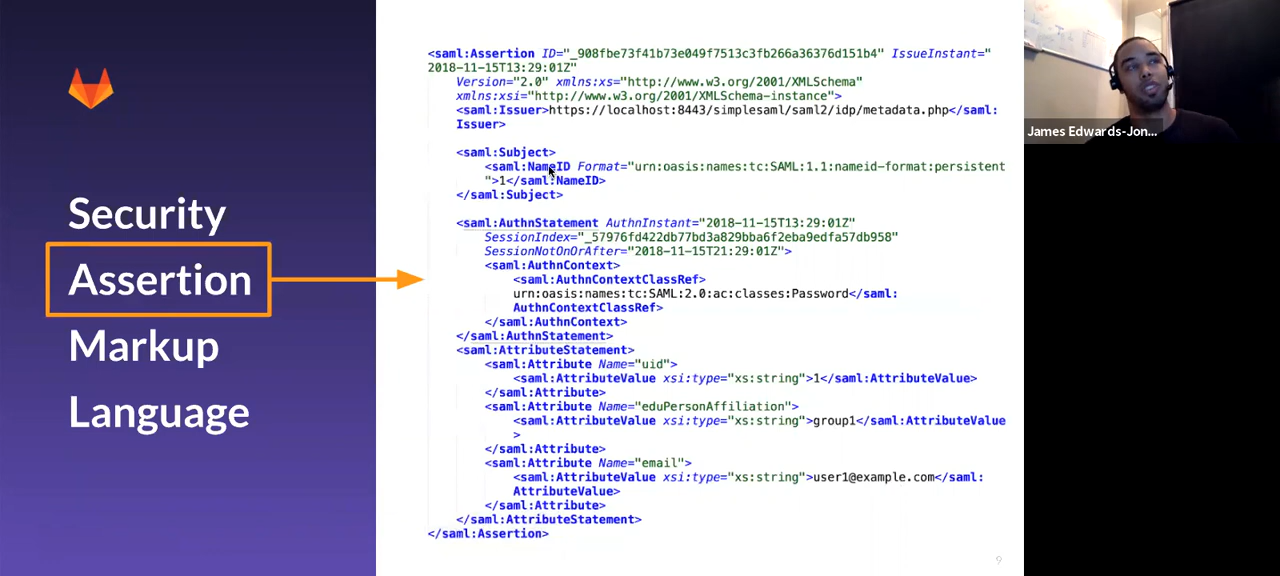 Security
Assertion
Markup
Language
<saml:Assertion ID="_908fbe73f41b73e049f7513c3fb266a36376d151b4" IssueInstant="
2018-11-15T13:29:01Z"
Version="2.0" xmlns:xs="http://www.w3.org/2001/XMLSchema"
xmlns:xsi="http://www.w3.org/2001/XMLSchema-instance">
<saml:Issuer>https://localhost:8443/simplesaml/saml2/idp/metadata.php</saml:
Issuer>
<saml:Subject>
<saml:NameID Format="urn:oasis:names:tc:SAML:1.1:nameid-format:persistent
">1</saml:NameID>
</saml:Subject>
<saml:AuthnStatement AuthnInstant="2018-11-15T13:29:01Z"
SessionIndex="_57976fd422db77bd3a829bba6f2eba9edfa57db958"
SessionNotOnOrAfter="2018-11-15T21:29:01Z">
<saml:AuthnContext>
<saml:AuthnContextClassRef>
urn:oasis:names:tc:SAML:2.0:ac:classes:Password</saml:
AuthnContextClassRef>
</saml:AuthnContext>
</saml:AuthnStatement>
<saml:AttributeStatement>
<saml:Attribute Name="uid">
<saml:AttributeValue xsi:type="xs:string">1</saml:AttributeValue>
</saml:Attribute>
<saml:Attribute Name="eduPersonAffiliation">
<saml:AttributeValue xsi:type="xs:string">group1</saml:AttributeValue
>
</saml:Attribute>
<saml:Attribute Name="email">
<saml:AttributeValue xsi:type="xs:string">user1@example.com</saml:
AttributeValue>
</saml:Attribute>
</saml:AttributeStatement>
</saml:Assertion>
9
James Edwards-Jon...